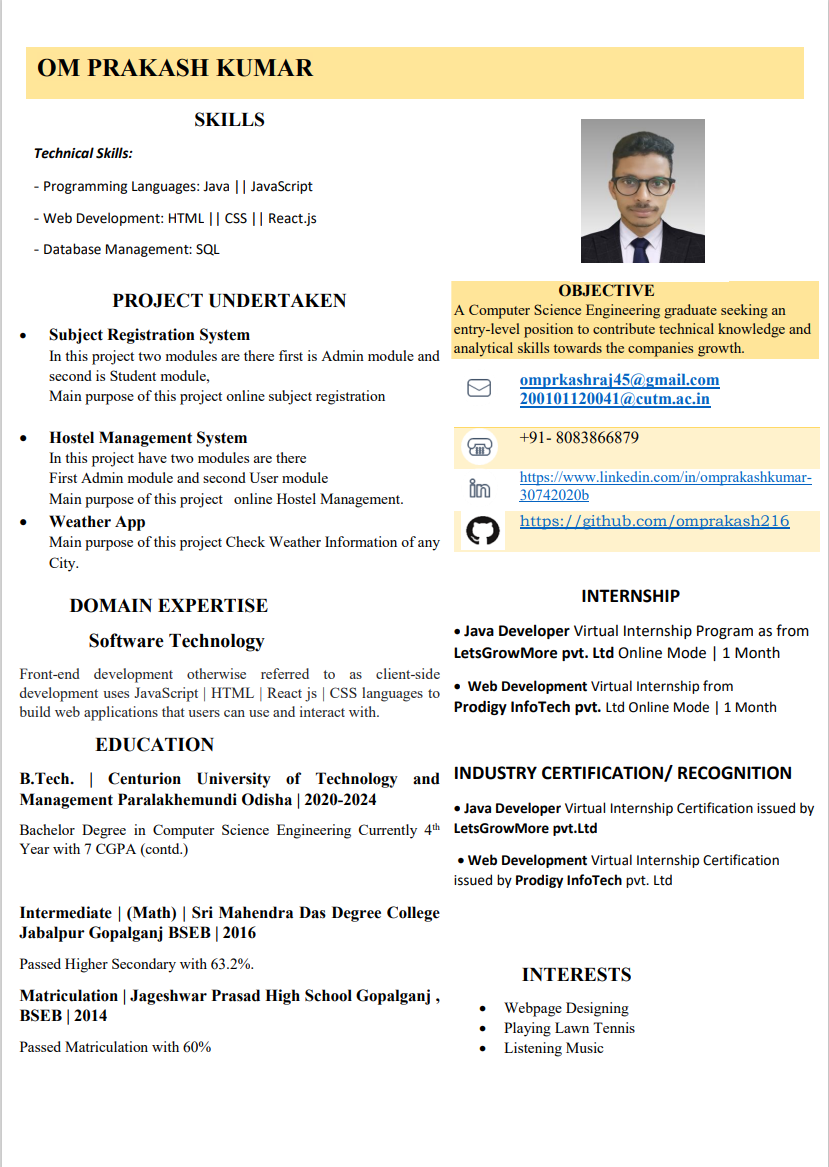 OM PRAKASH KUMAR
SKILLS
Technical Skills:
- Programming Languages: Java || JavaScript
- Web Development: HTML || CSS || React.js
- Database Management: SQL
PROJECT UNDERTAKEN
• Subject Registration System
In this project two modules are there first is Admin module and
second is Student module,
Main purpose of this project online subject registration
• Hostel Management System
In this project have two modules are there
First Admin module and second User module
Main purpose of this project online Hostel Management.
• Weather App
Main purpose of this project Check Weather Information of any
City.
DOMAIN EXPERTISE
Software Technology
Front-end development otherwise referred to as client-side
development uses JavaScript | HTML | React js | CSS languages to
build web applications that users can use and interact with.
EDUCATION
B.Tech. | Centurion University of Technology and
Management Paralakhemundi Odisha | 2020-2024
Bachelor Degree in Computer Science Engineering Currently 4th
Year with 7 CGPA (contd.)
Intermediate | (Math) | Sri Mahendra Das Degree College
Jabalpur Gopalganj BSEB | 2016
Passed Higher Secondary with 63.2%.
Matriculation | Jageshwar Prasad High School Gopalganj ,
BSEB | 2014
Passed Matriculation with 60%
OBJECTIVE
A Computer Science Engineering graduate seeking an
entry-level position to contribute technical knowledge and
analytical skills towards the companies growth.
omprkashraj45@gmail.com
200101120041@cutm.ac.in
+91- 8083866879
https://www.linkedin.com/in/omprakashkumar-
30742020b
https://github.com/omprakash216
INTERNSHIP
• Java Developer Virtual Internship Program as from
LetsGrowMore pvt. Ltd Online Mode | 1 Month
• Web Development Virtual Internship from
Prodigy InfoTech pvt. Ltd Online Mode | 1 Month
INDUSTRY CERTIFICATION/ RECOGNITION
• Java Developer Virtual Internship Certification issued by
LetsGrowMore pvt.Ltd
• Web Development Virtual Internship Certification
issued by Prodigy InfoTech pvt. Ltd
INTERESTS
• Webpage Designing
• Playing Lawn Tennis
• Listening Music